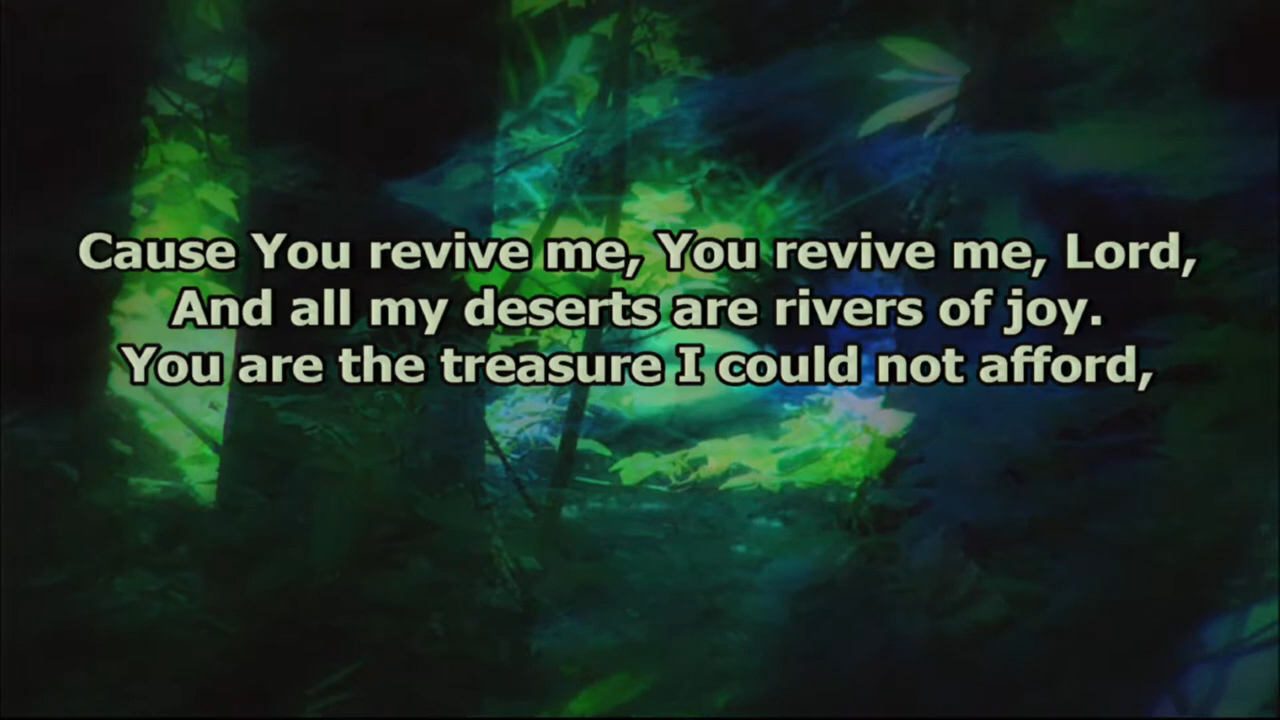 Cause You revive me, You revive me, Lord,
And all my deserts are rivers of joy.
You are the treasure I could not afford,